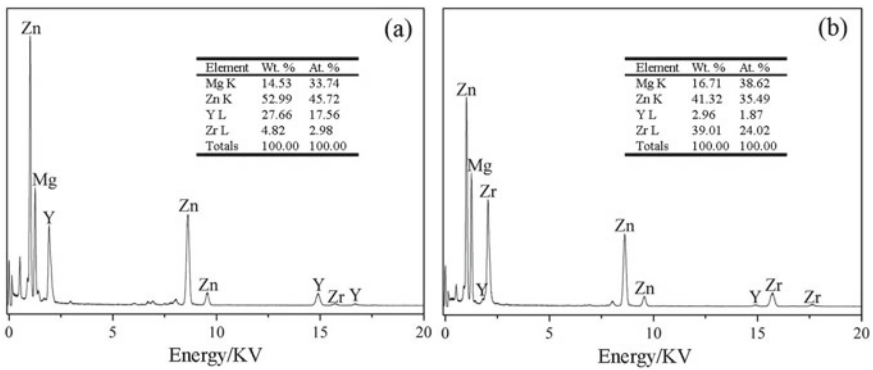 (a)
Zn
Mg
Y
Zn
Zn
Y
Zr
Y
Element Wt. % At. %
Mg K 14.53 33.74
Zn K 52.99 45.72
Y L 27.66 17.56
Zr L 4.82 2.98
Totals 100.00 100.00
0 5 10 15 20
Energy/KV
(b)
Zn
Mg
Zr
Y
Zn
Zn
Y
Zr
Zr
Element Wt. % At. %
Mg K 16.71 38.62
Zn K 41.32 35.49
Y L 2.96 1.87
Zr L 39.01 24.02
Totals 100.00 100.00
0 5 10 15 20
Energy/KV